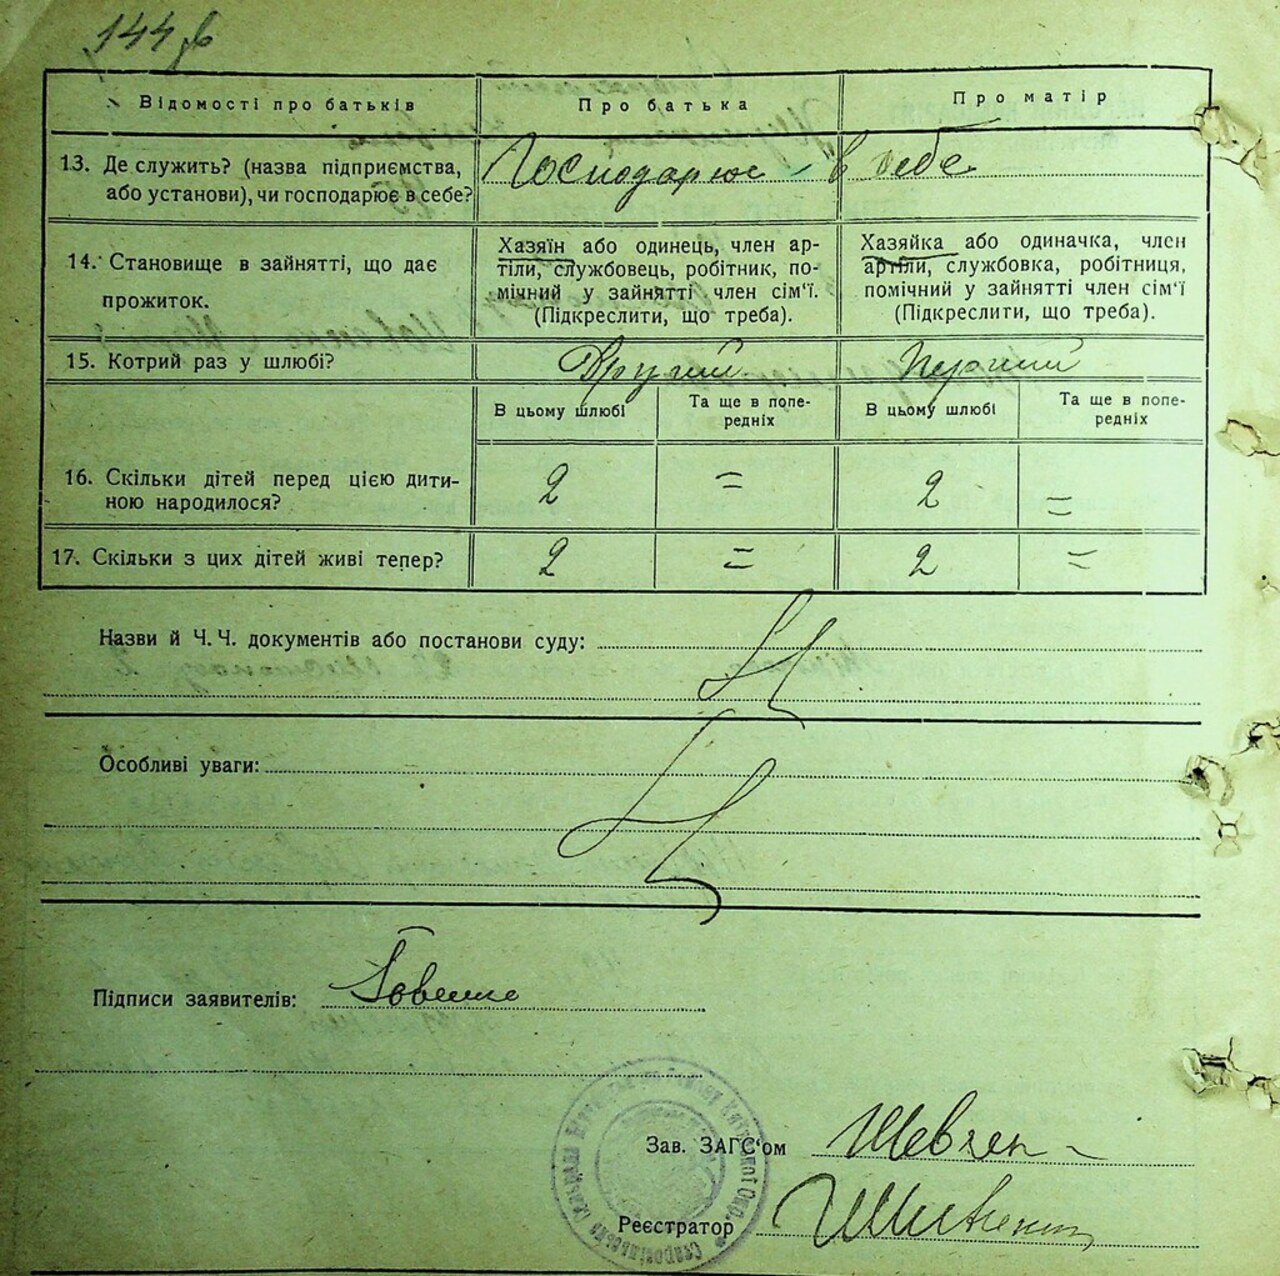 144
Відомості про батьків
Про батька
Про матір
13. Де служить? (назва підприємства,
або установи), чи господарює в себе?
Господарює в себе
14. Становище в зайнятті, що дає
прожиток.
Хазяїн або одинець, член ар-
тіли, службовець, робітник, по-
мічний у зайнятті член сім'ї.
(Підкреслити, що треба).
Хазяйка або одиначка, член
артіли, службовка, робітниця,
помічний у зайнятті член сім'ї
(Підкреслити, що треба).
15. Котрий раз у шлюбі?
Другий
Перший
В цьому шлюбі
Та ще в попе-
редніх
В цьому шлюбі
Та ще в попе-
редніх
16. Скільки дітей перед цією дити-
ною народилося?
2 = 2 =
17. Скільки з цих дітей живі тепер?
2 = 2 =
Назви й Ч. Ч. документів або постанови суду:
Особливі уваги:
Підписи заявителів:
Зав. ЗАГС'ом
Реєстратор